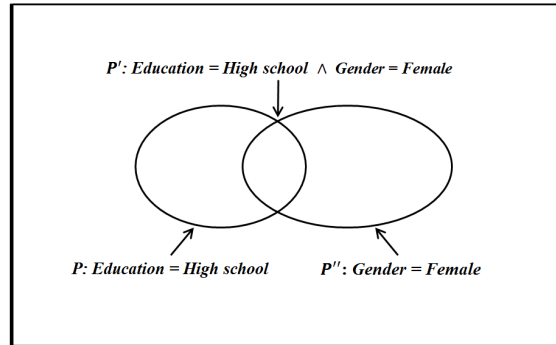 P′: Education = High school ∧ Gender = Female
P: Education = High school
P′′: Gender = Female